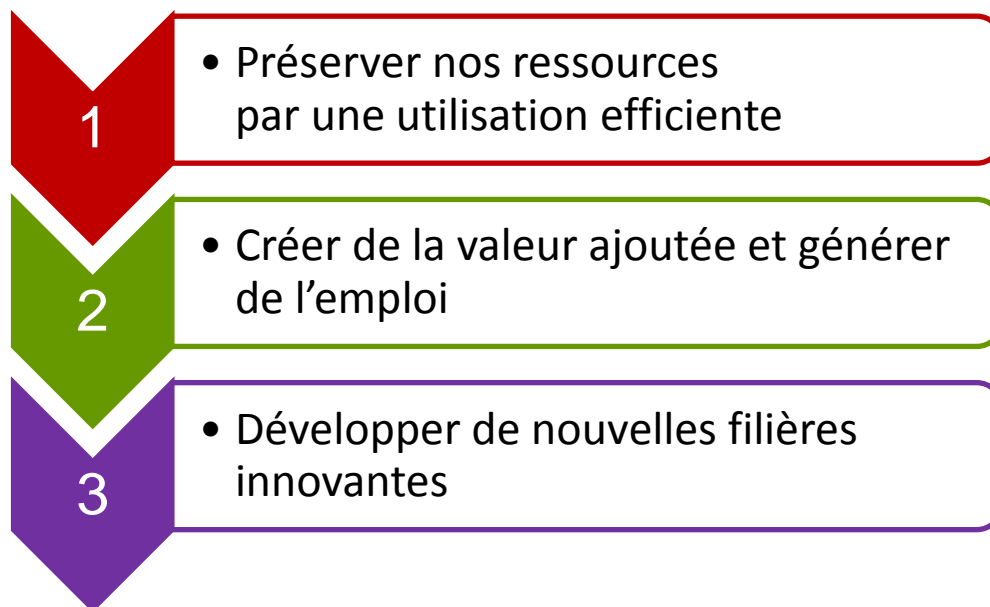 1
• Préserver nos ressources
par une utilisation efficiente
2
• Créer de la valeur ajoutée et générer
de l’emploi
3
• Développer de nouvelles filières
innovantes